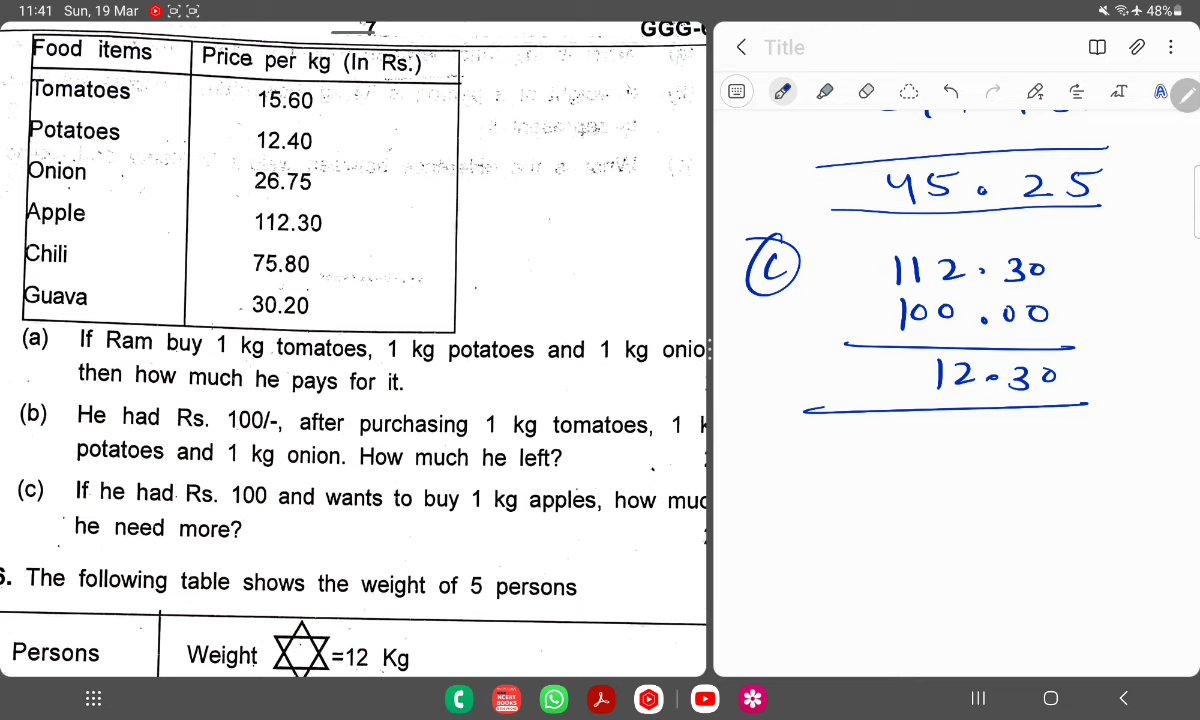 11:41 Sun, 19 Mar
48%
7
GGG-
Food items Price per kg (In Rs.)
Tomatoes 15.60
Potatoes 12.40
Onion 26.75
Apple 112.30
Chili 75.80
Guava 30.20
(a) If Ram buy 1 kg tomatoes, 1 kg potatoes and 1 kg onio
then how much he pays for it.
(b) He had Rs. 100/-, after purchasing 1 kg tomatoes, 1 k
potatoes and 1 kg onion. How much he left?
(c) If he had Rs. 100 and wants to buy 1 kg apples, how muc
he need more?
6. The following table shows the weight of 5 persons
Persons Weight =12 Kg
Title
45.25
(c) 112.30
100.00
12.30
NCERT
BOOKS